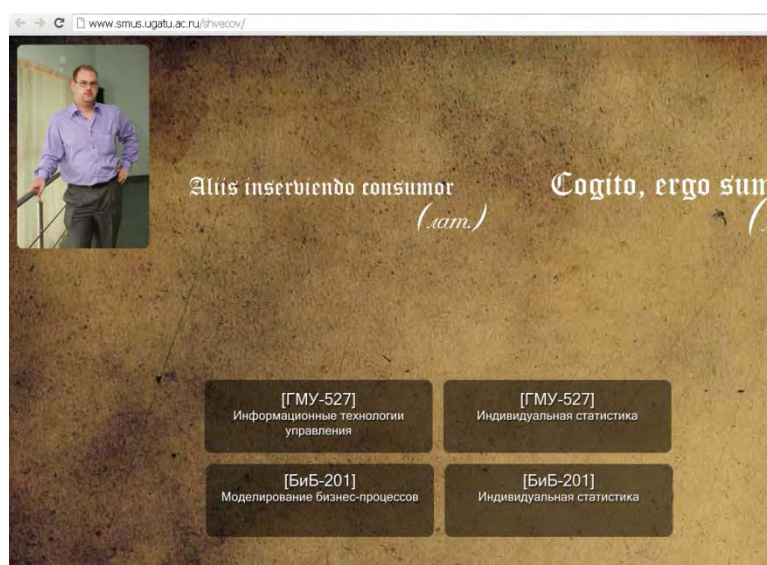 www.smus.ugatu.ac.ru/shvecov/
Aliis inserviendo consumor
(лат.)
Cogito, ergo sum
[ГМУ-527]
Информационные технологии
управления
[ГМУ-527]
Индивидуальная статистика
[БиБ-201]
Моделирование бизнес-процессов
[БиБ-201]
Индивидуальная статистика